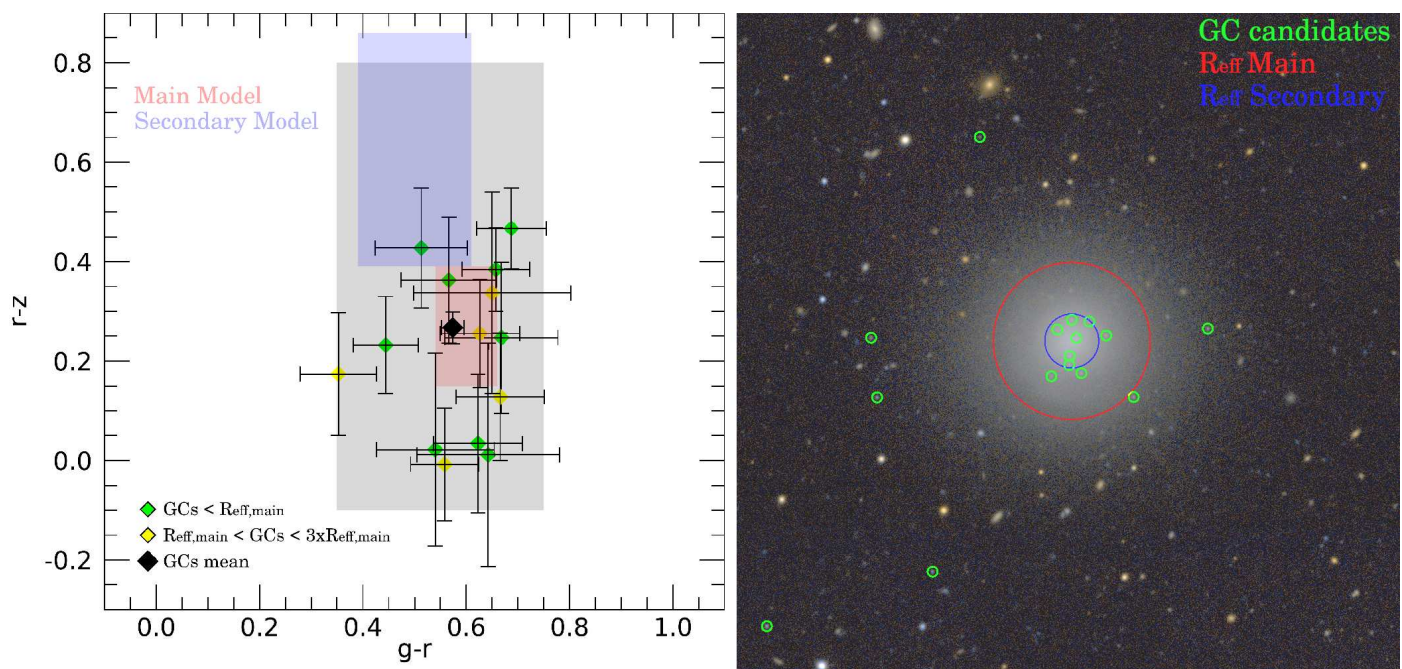 0.8
0.6
0.4
0.2
0.0
-0.2
r-z
Main Model
Secondary Model
GCs < Reff,main
Reff,main < GCs < 3xReff,main
GCs mean
0.0 0.2 0.4 0.6 0.8 1.0
g-r
GC candidates
Reff Main
Reff Secondary